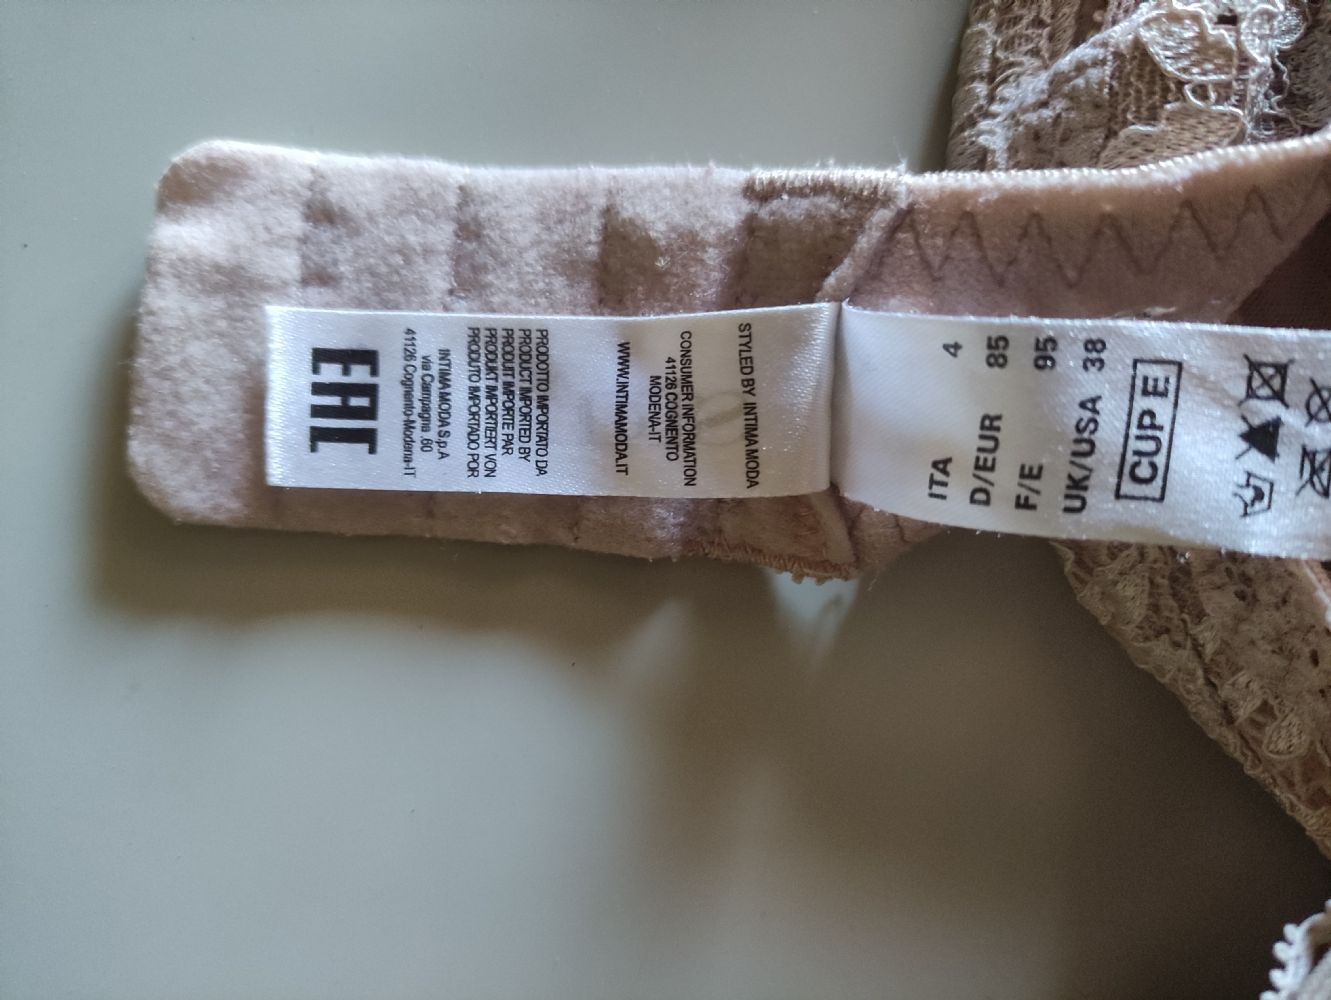 STYLED BY INTIMA MODA
CONSUMER INFORMATION
41126 COGNENTO
MODENA-IT
WWW.INTIMAMODA.IT
PRODOTTO IMPORTATO DA
PRODUCT IMPORTED BY
PRODUIT IMPORTE PAR
PRODUKT IMPORTIERT VON
PRODUTO IMPORTADO POR
INTIMA MODA S.p.A
via Campagna ,60
41126 Cognento-Modena-IT
EAC
ITA 4
D/EUR 85
F/E 95
UK/USA 38
CUP E